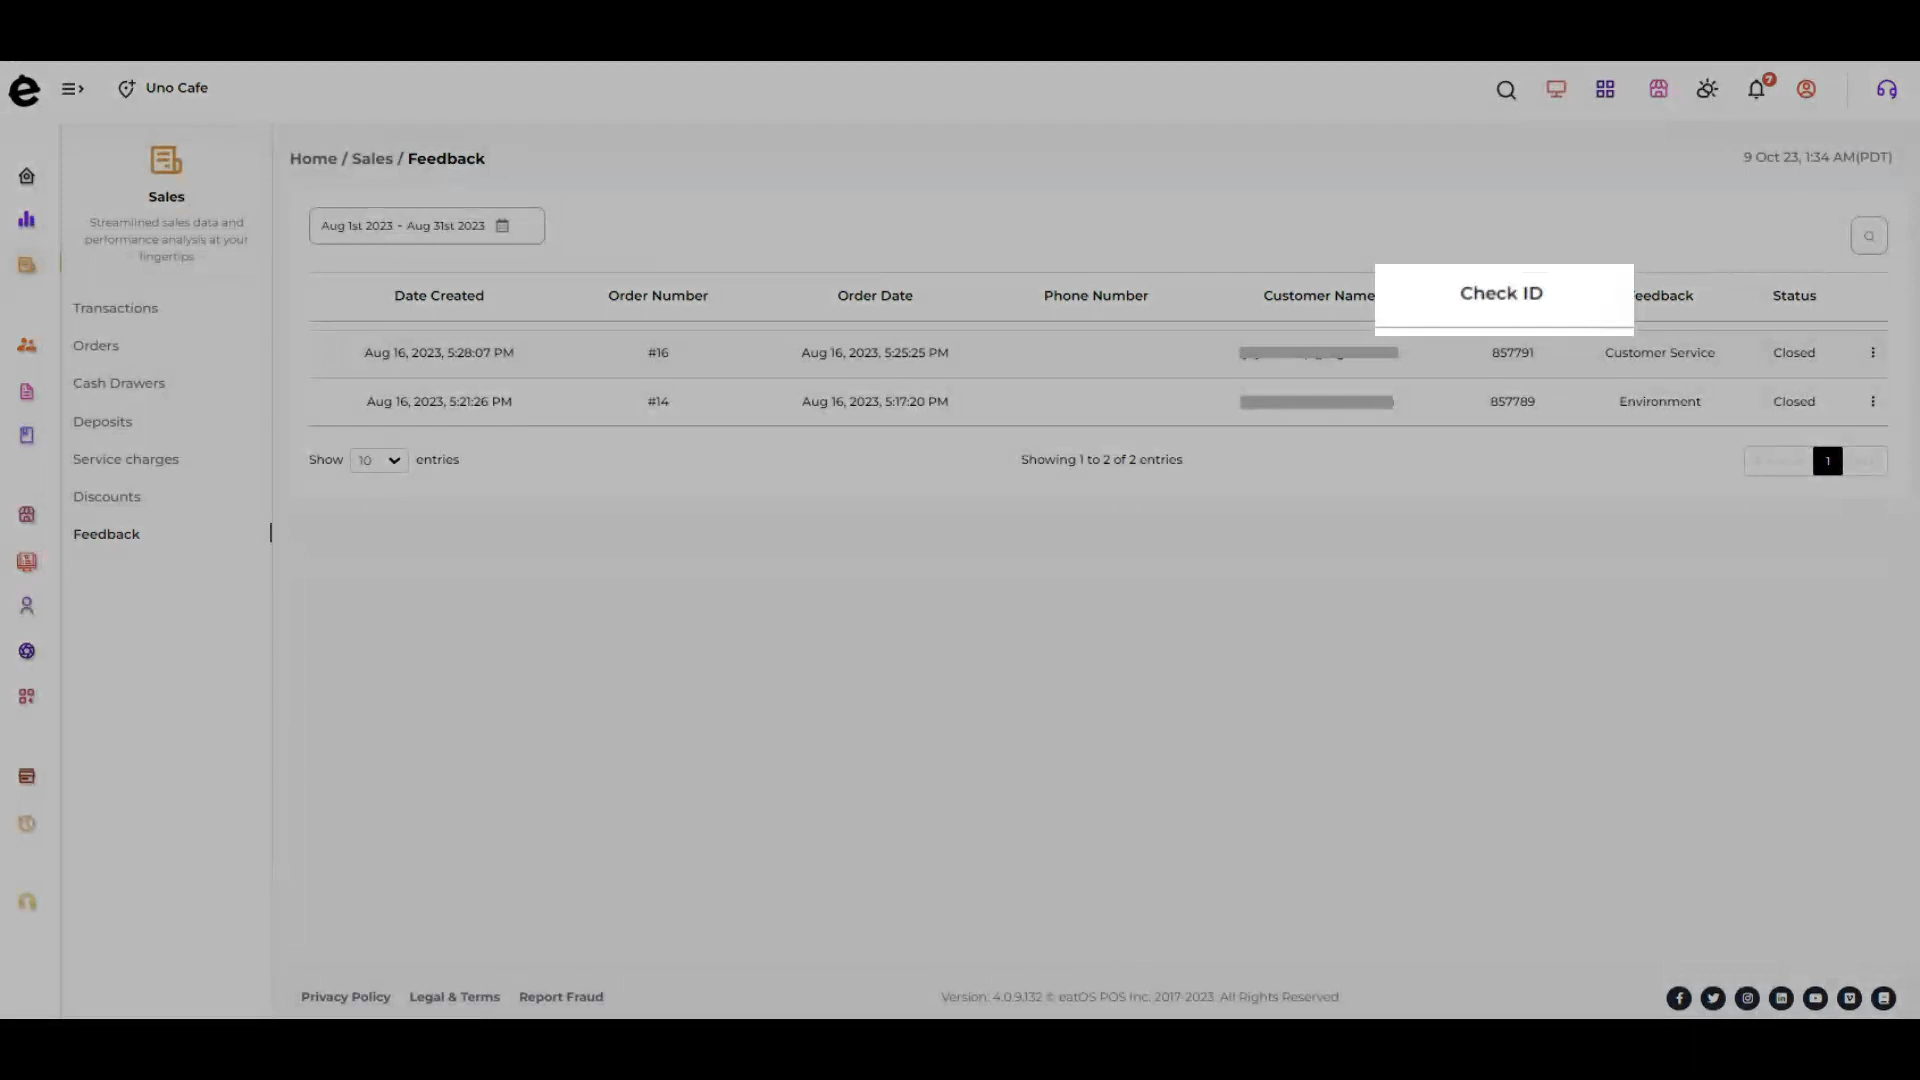 Uno Cafe
7
Home / Sales / Feedback
9 Oct 23, 1:34 AM(PDT)
Sales
Streamlined sales data and
performance analysis at your
fingertips
Transactions
Orders
Cash Drawers
Deposits
Service charges
Discounts
Feedback
Aug 1st 2023 - Aug 31st 2023
Date Created Order Number Order Date Phone Number Customer Name Check ID eedback Status
Aug 16, 2023, 5:28:07 PM #16 Aug 16, 2023, 5:25:25 PM 857791 Customer Service Closed
Aug 16, 2023, 5:21:26 PM #14 Aug 16, 2023, 5:17:20 PM 857789 Environment Closed
Show 10 entries
Showing 1 to 2 of 2 entries
1
Privacy Policy Legal & Terms Report Fraud
Version: 4.0.9.132 © eatOS POS Inc. 2017-2023. All Rights Reserved